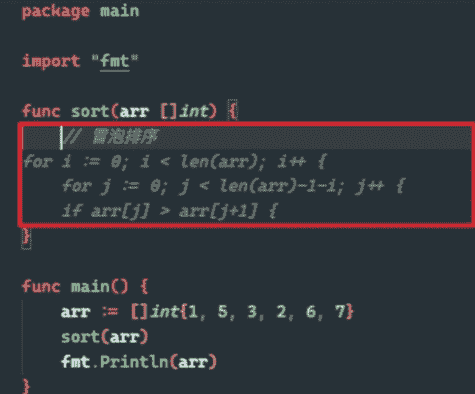 package main
import "fmt"
func sort(arr []int) {
// 冒泡排序
for i := 0; i < len(arr); i++ {
for j := 0; j < len(arr)-1-i; j++ {
if arr[j] > arr[j+1] {
}
func main() {
arr := []int{1, 5, 3, 2, 6, 7}
sort(arr)
fmt.Println(arr)
}